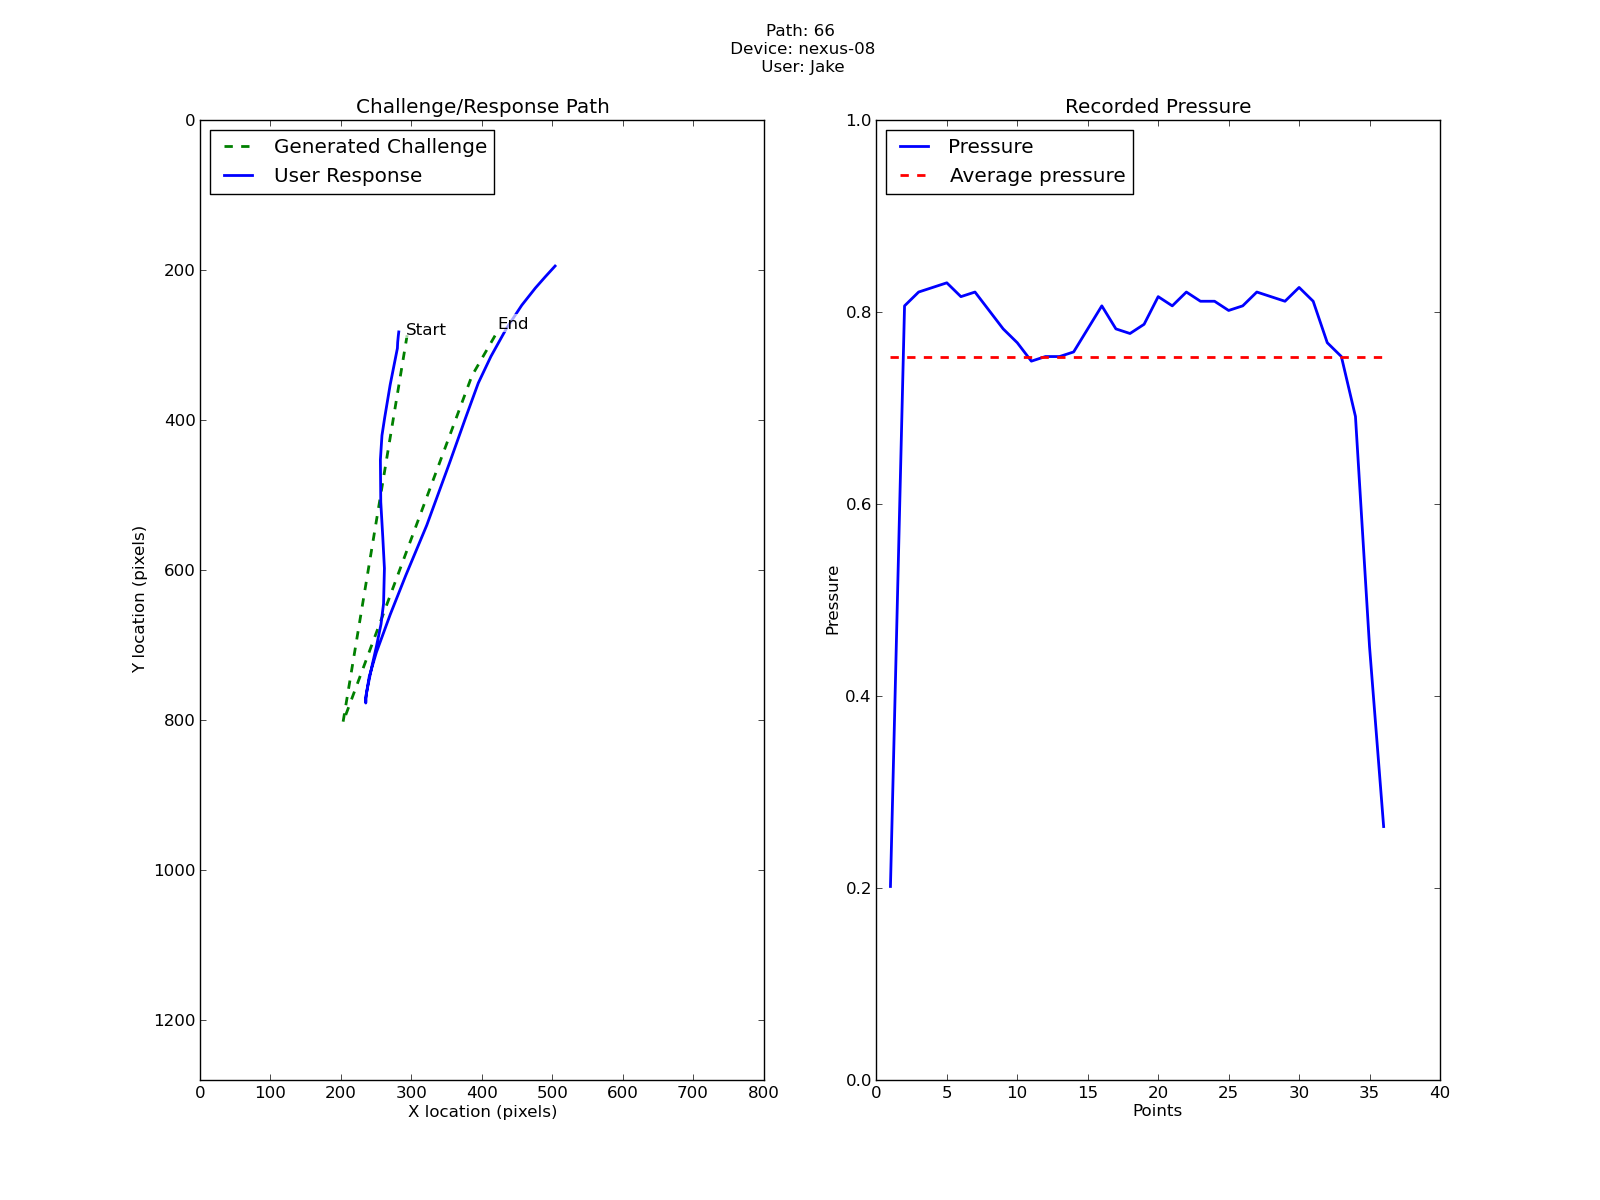 Path: 66
Device: nexus-08
User: Jake
Challenge/Response Path
Generated Challenge
User Response
Start
End
0
200
400
600
800
1000
1200
Y location (pixels)
0 100 200 300 400 500 600 700 800
X location (pixels)
Recorded Pressure
Pressure
Average pressure
1.0
0.8
0.6
0.4
0.2
0.0
Pressure
0 5 10 15 20 25 30 35 40
Points